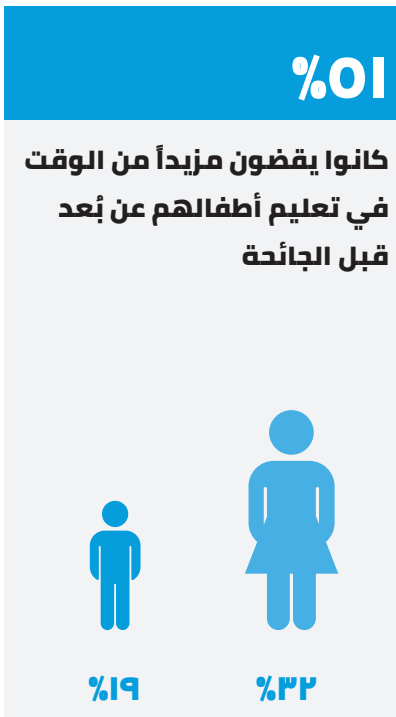 ٥١%
كانوا يقضون مزيداً من الوقت
في تعليم أطفالهم عن بُعد
قبل الجائحة
٣٢% ١٩%